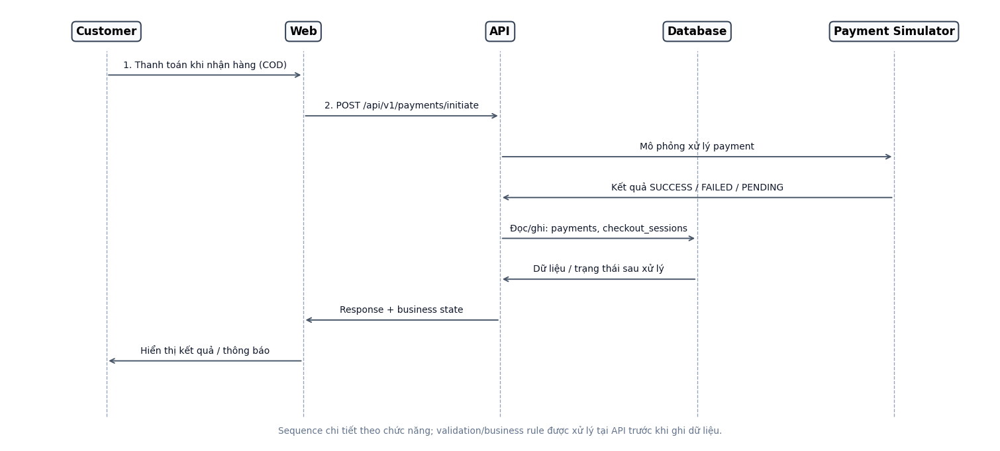 Customer
Web
API
Database
Payment Simulator
1. Thanh toán khi nhận hàng (COD)
2. POST /api/v1/payments/initiate
Mô phỏng xử lý payment
Kết quả SUCCESS / FAILED / PENDING
Đọc/ghi: payments, checkout_sessions
Dữ liệu / trạng thái sau xử lý
Response + business state
Hiển thị kết quả / thông báo
Sequence chi tiết theo chức năng; validation/business rule được xử lý tại API trước khi ghi dữ liệu.